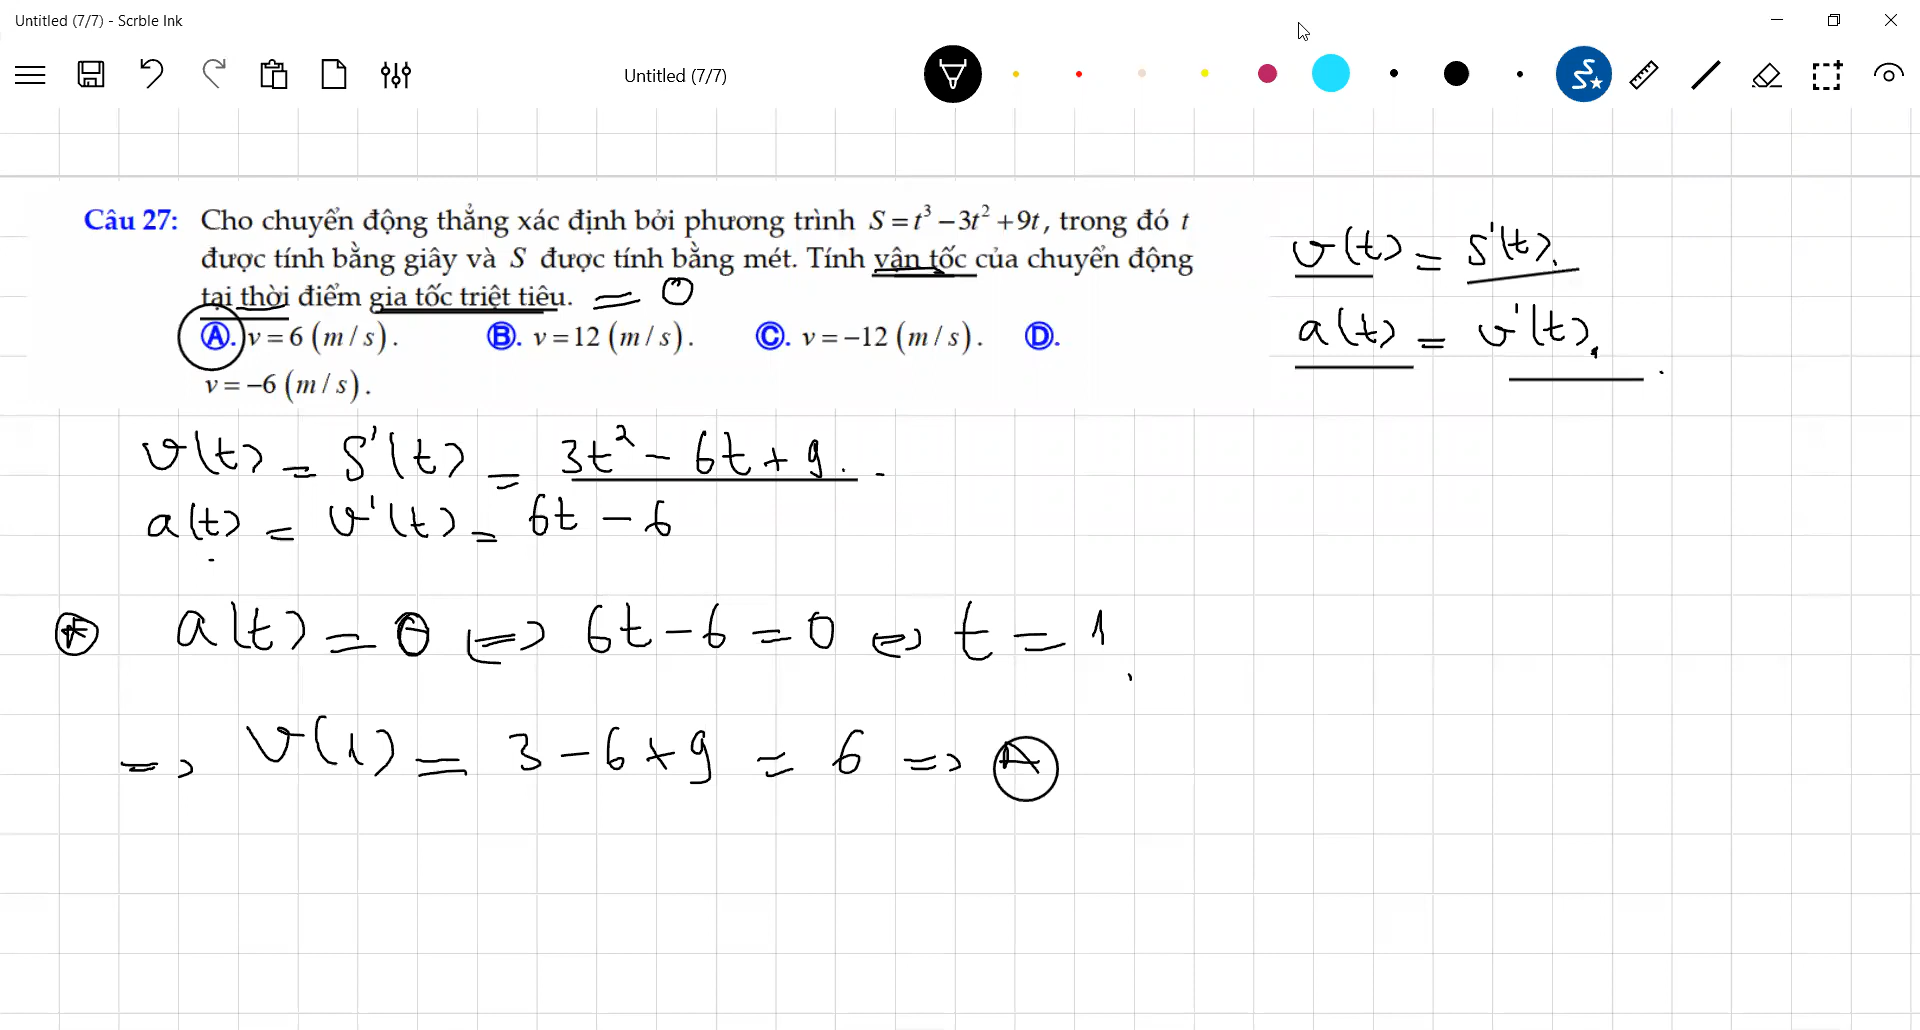 Untitled (7/7) - Scrble Ink
Untitled (7/7)
Câu 27: Cho chuyển động thẳng xác định bởi phương trình S = t³ − 3t² + 9t, trong đó t
được tính bằng giây và S được tính bằng mét. Tính vận tốc của chuyển động
tại thời điểm gia tốc triệt tiêu. = 0
A. v = 6 (m / s). B. v = 12 (m / s). C. v = −12 (m / s). D.
v = −6 (m / s).
v(t) = S'(t).
a(t) = v'(t).
v(t) = S'(t) = 3t² − 6t + 9.
a(t) = v'(t) = 6t − 6
* a(t) = 0 <=> 6t − 6 = 0 <=> t = 1
=> v(1) = 3 − 6 + 9 = 6 => A